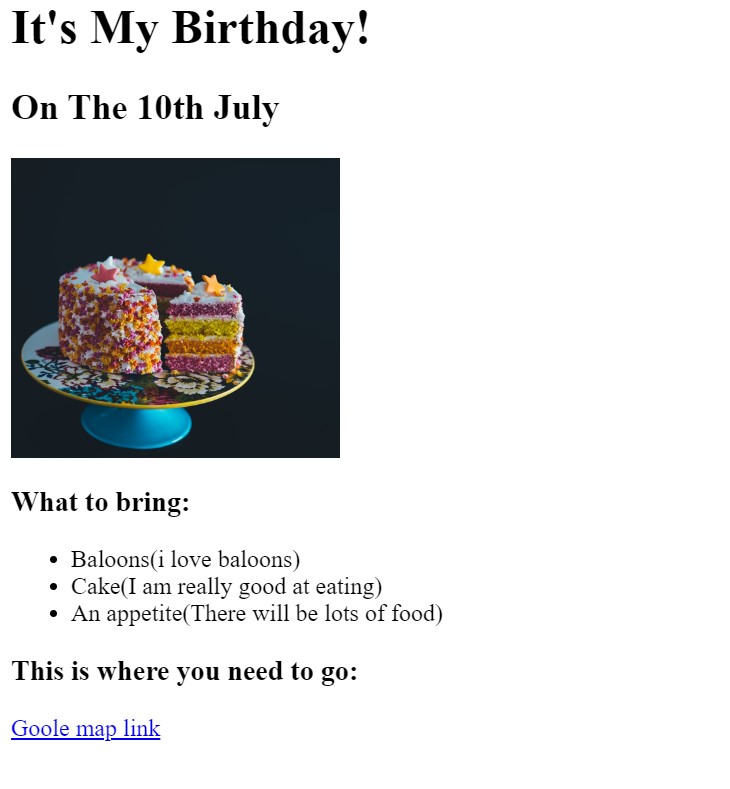 It's My Birthday!
On The 10th July
What to bring:
Baloons(i love baloons)
Cake(I am really good at eating)
An appetite(There will be lots of food)
This is where you need to go:
Goole map link